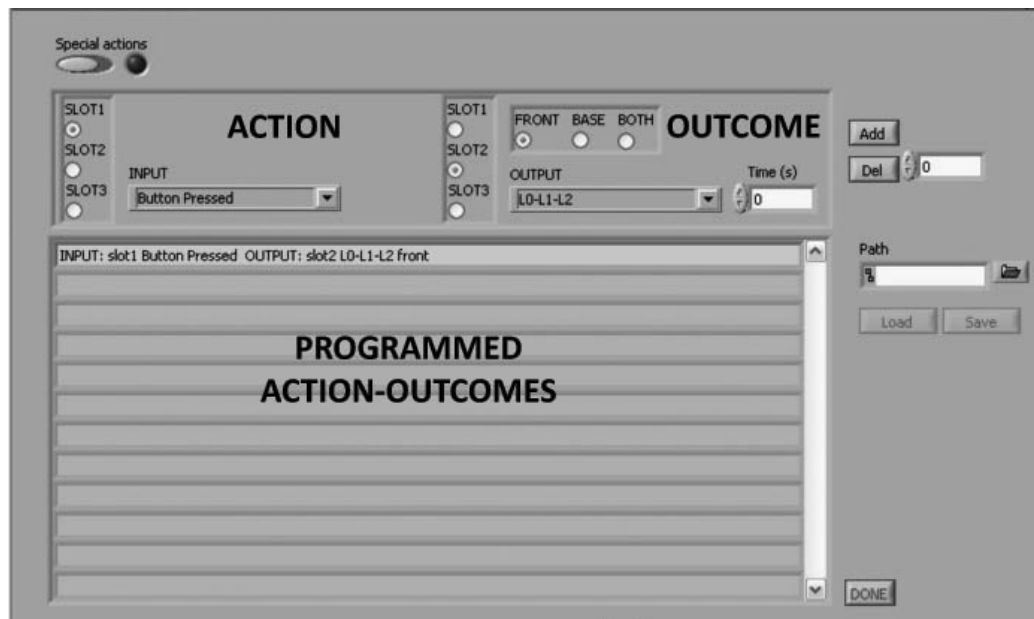 Special actions
SLOT1
SLOT2
SLOT3
ACTION
INPUT
Button Pressed
SLOT1
SLOT2
SLOT3
FRONT BASE BOTH
OUTCOME
OUTPUT
L0-L1-L2
Time (s)
0
Add
Del
0
INPUT: slot1 Button Pressed OUTPUT: slot2 L0-L1-L2 front
PROGRAMMED
ACTION-OUTCOMES
Path
Load
Save
DONE